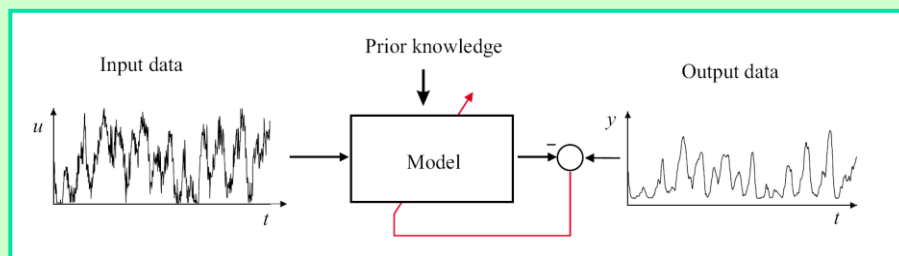 Prior knowledge
Input data
Output data
u
y
Model
−
t
t